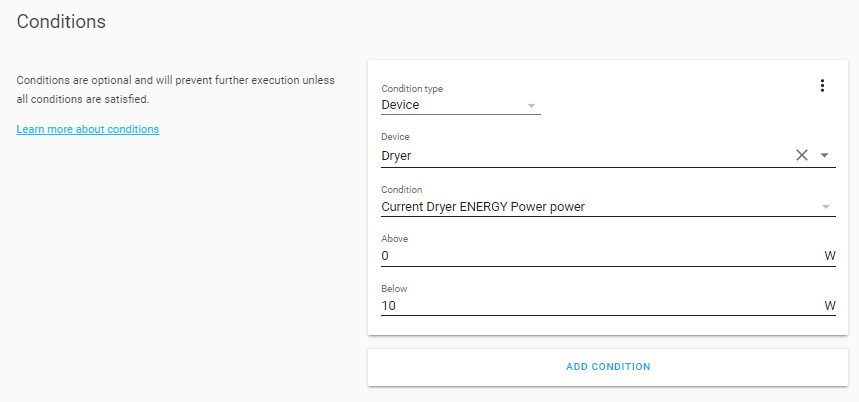 Conditions
Conditions are optional and will prevent further execution unless
all conditions are satisfied.
Learn more about conditions
Condition type
Device
Device
Dryer
Condition
Current Dryer ENERGY Power power
Above
0 W
Below
10 W
ADD CONDITION